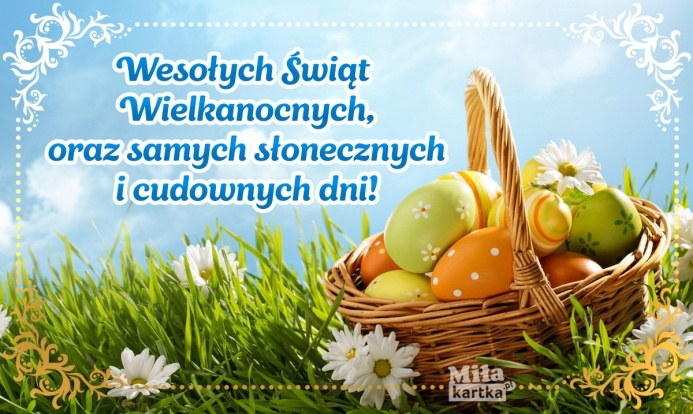 Wesołych Świąt
Wielkanocnych,
oraz samych słonecznych
i cudownych dni!
Miła
kartka.pl